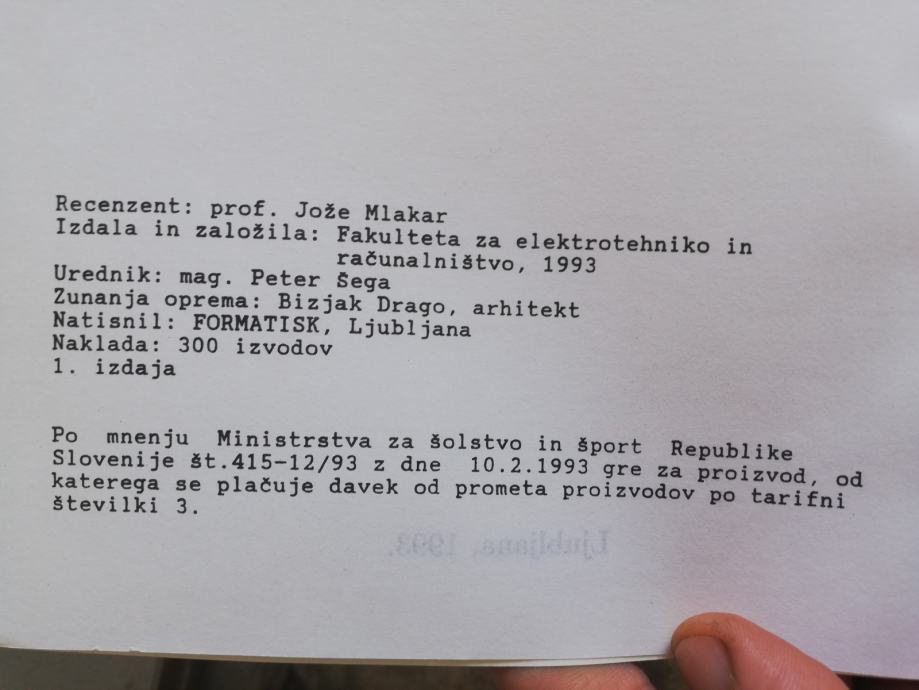 Recenzent: prof. Jože Mlakar
Izdala in založila: Fakulteta za elektrotehniko in
računalništvo, 1993
Urednik: mag. Peter Šega
Zunanja oprema: Bizjak Drago, arhitekt
Natisnil: FORMATISK, Ljubljana
Naklada: 300 izvodov
1. izdaja
Po mnenju Ministrstva za šolstvo in šport Republike
Slovenije št.415-12/93 z dne 10.2.1993 gre za proizvod, od
katerega se plačuje davek od prometa proizvodov po tarifni
številki 3.
Ljubljana, 1993.